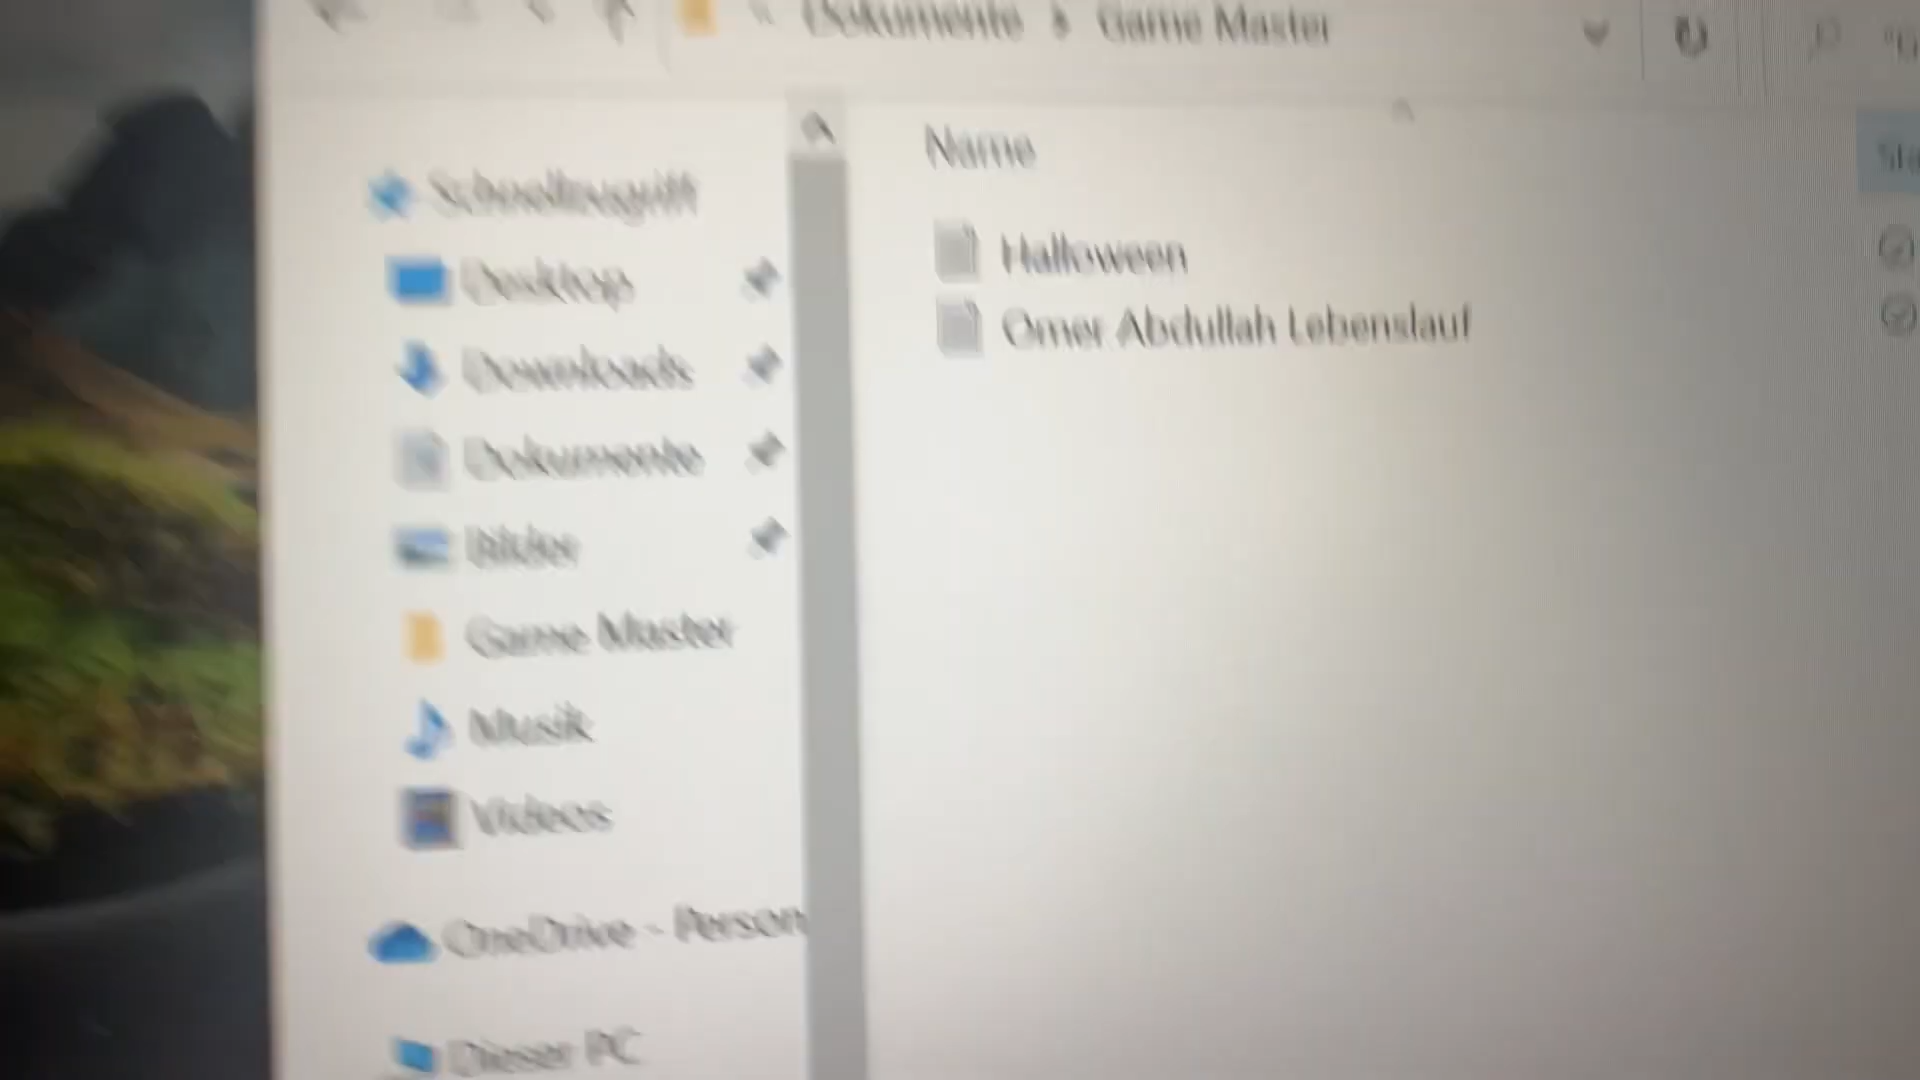 Dokumente > Game Master
Name
Schnellzugriff
Halloween
Desktop
Omer Abdullah Lebenslauf
Downloads
Dokumente
Bilder
Game Master
Musik
Videos
OneDrive - Person
Dieser PC